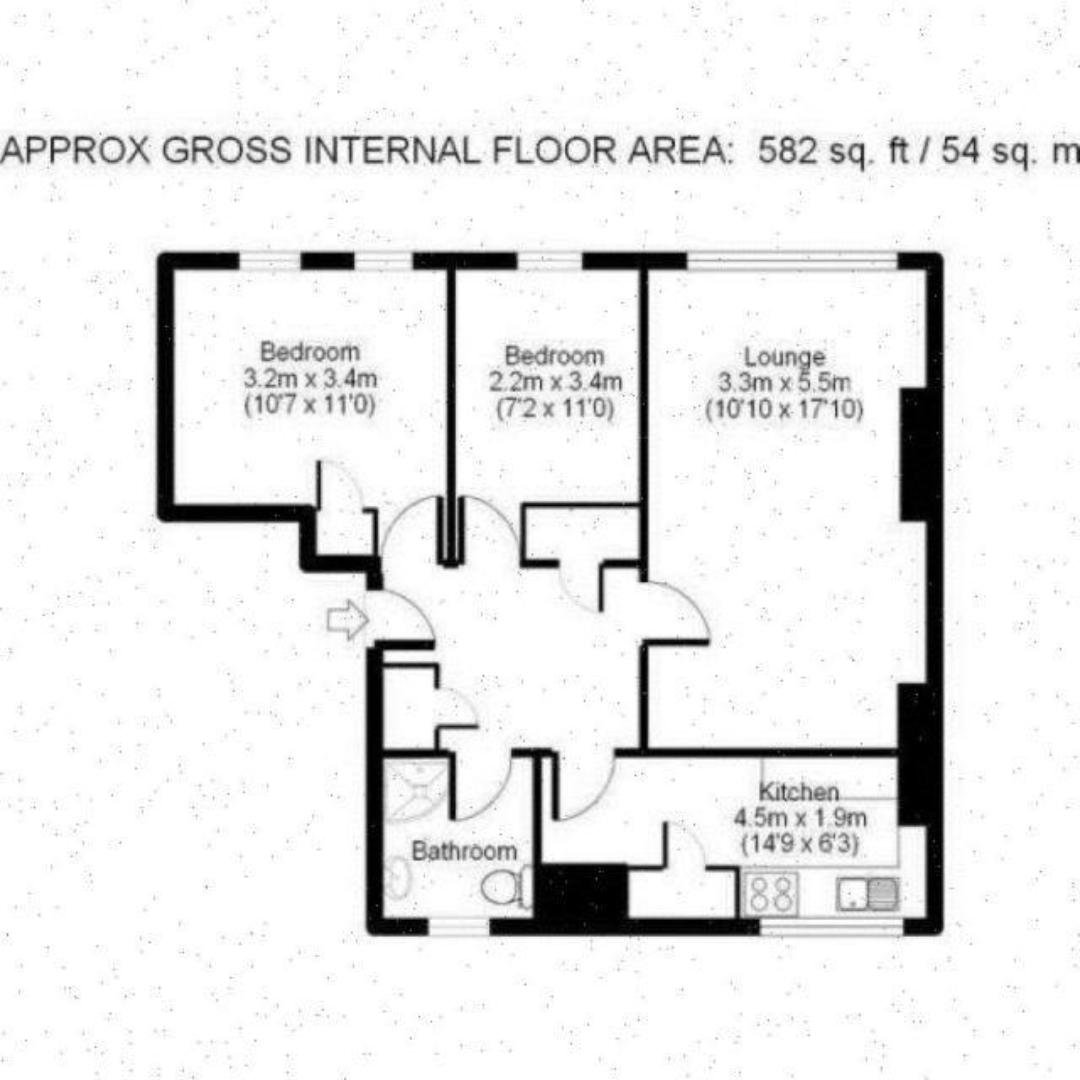 APPROX GROSS INTERNAL FLOOR AREA: 582 sq. ft / 54 sq. m
Bedroom
3.2m x 3.4m
(10'7 x 11'0)
Bedroom
2.2m x 3.4m
(7'2 x 11'0)
Lounge
3.3m x 5.5m
(10'10 x 17'10)
Kitchen
4.5m x 1.9m
(14'9 x 6'3)
Bathroom